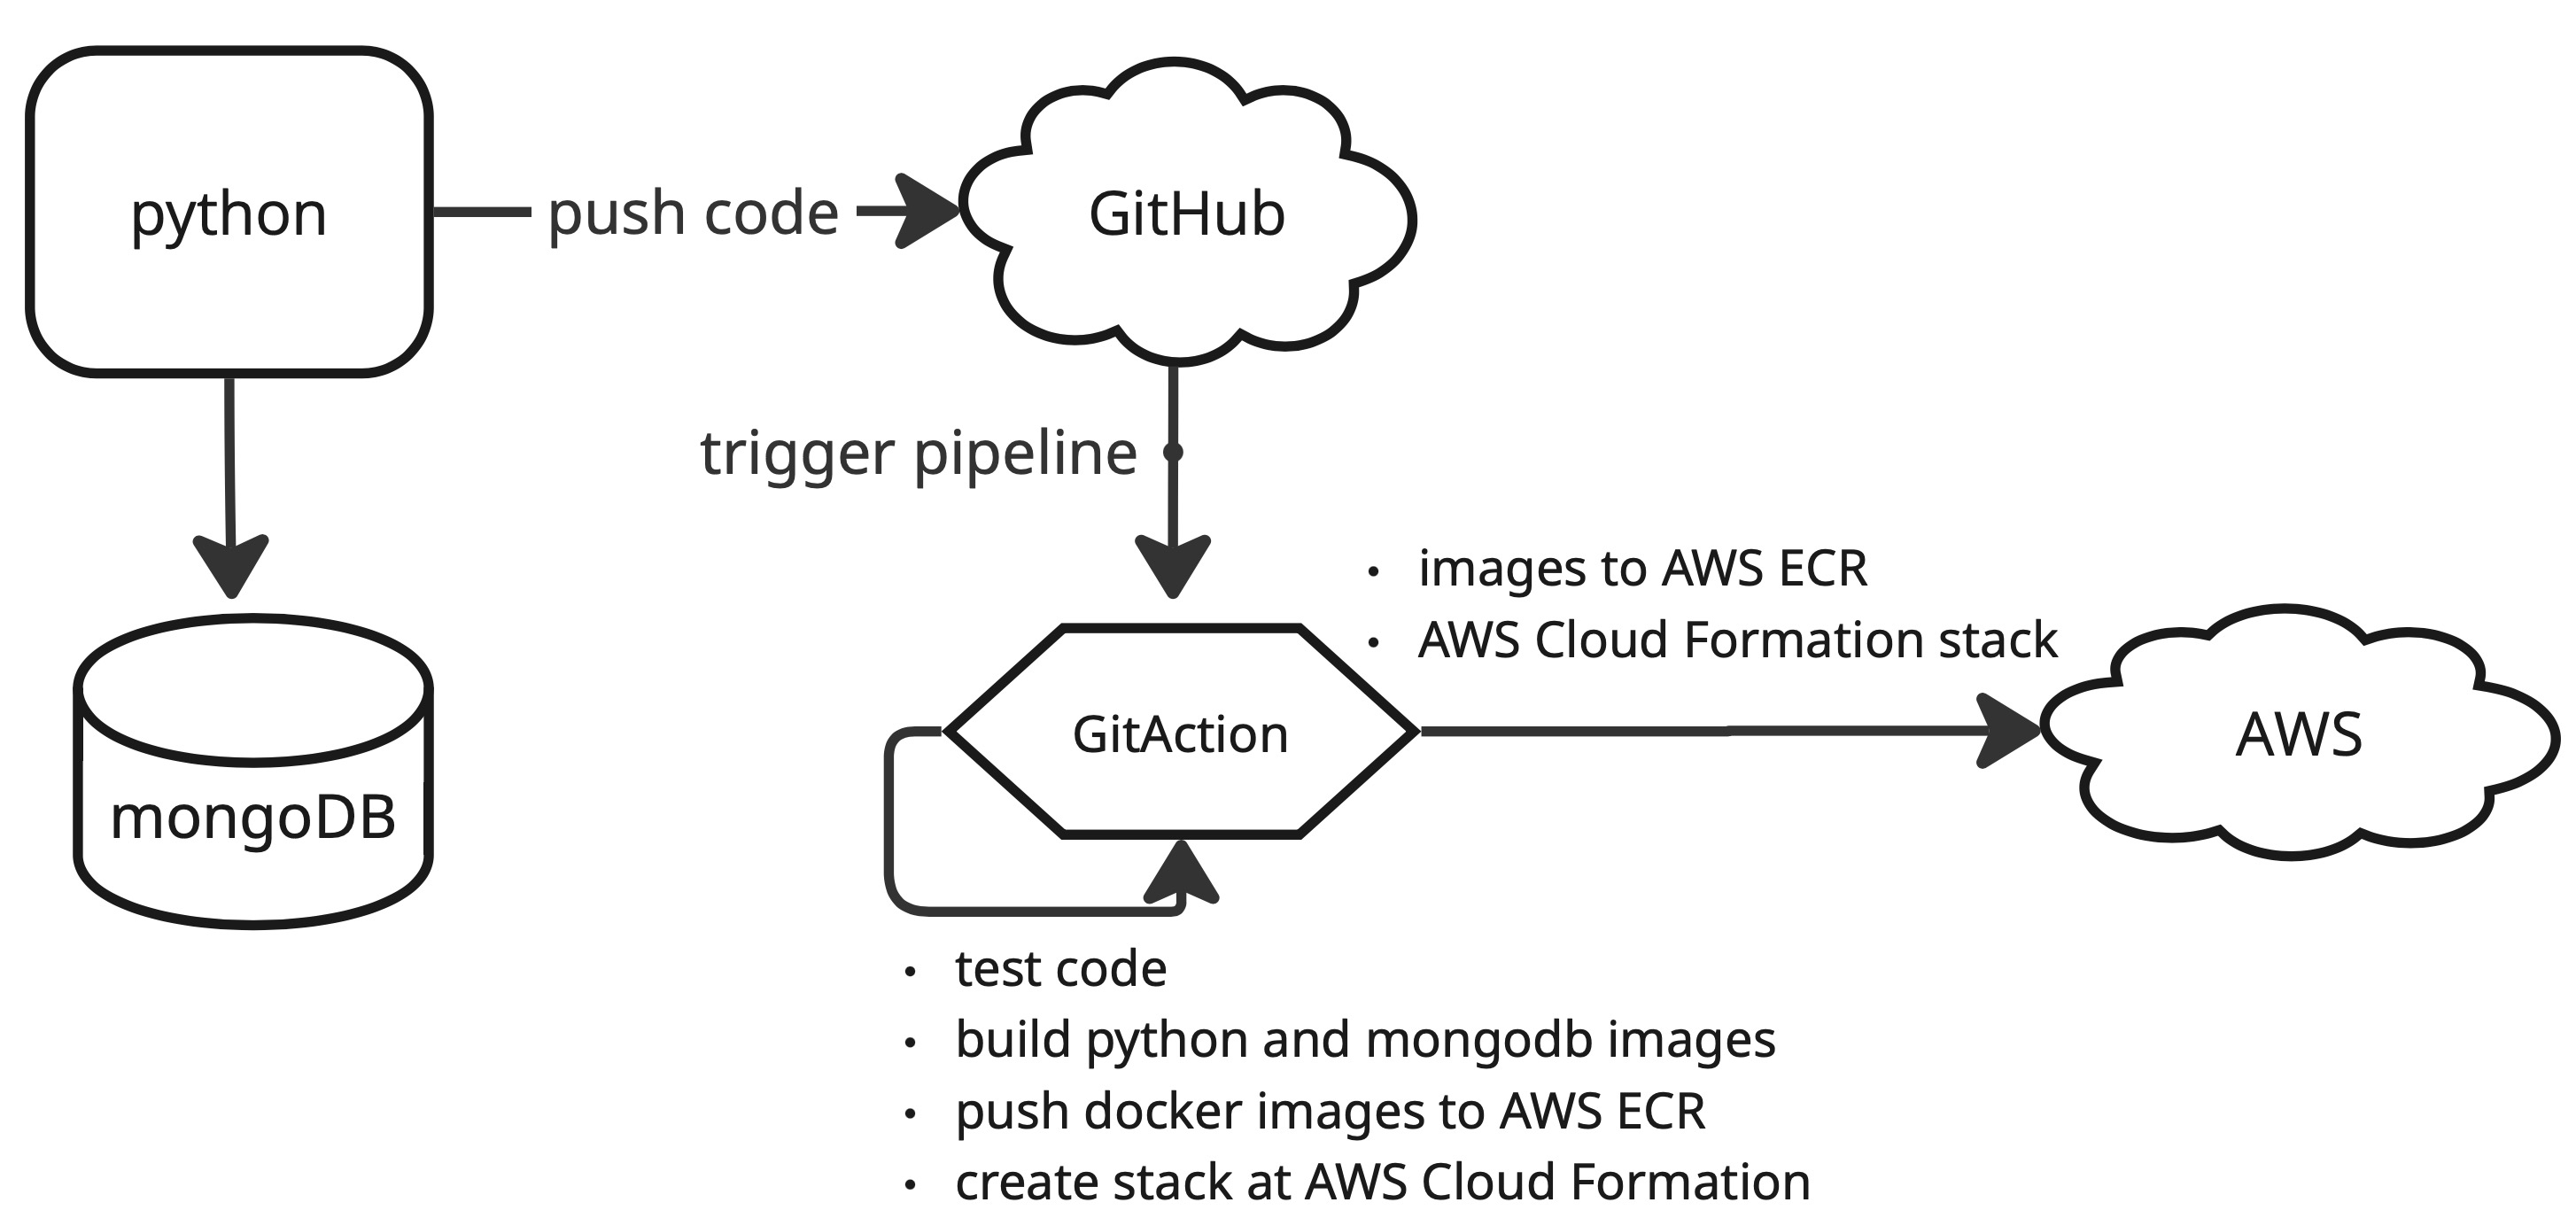 python
push code
GitHub
trigger pipeline
• images to AWS ECR
• AWS Cloud Formation stack
GitAction
AWS
mongoDB
• test code
• build python and mongodb images
• push docker images to AWS ECR
• create stack at AWS Cloud Formation